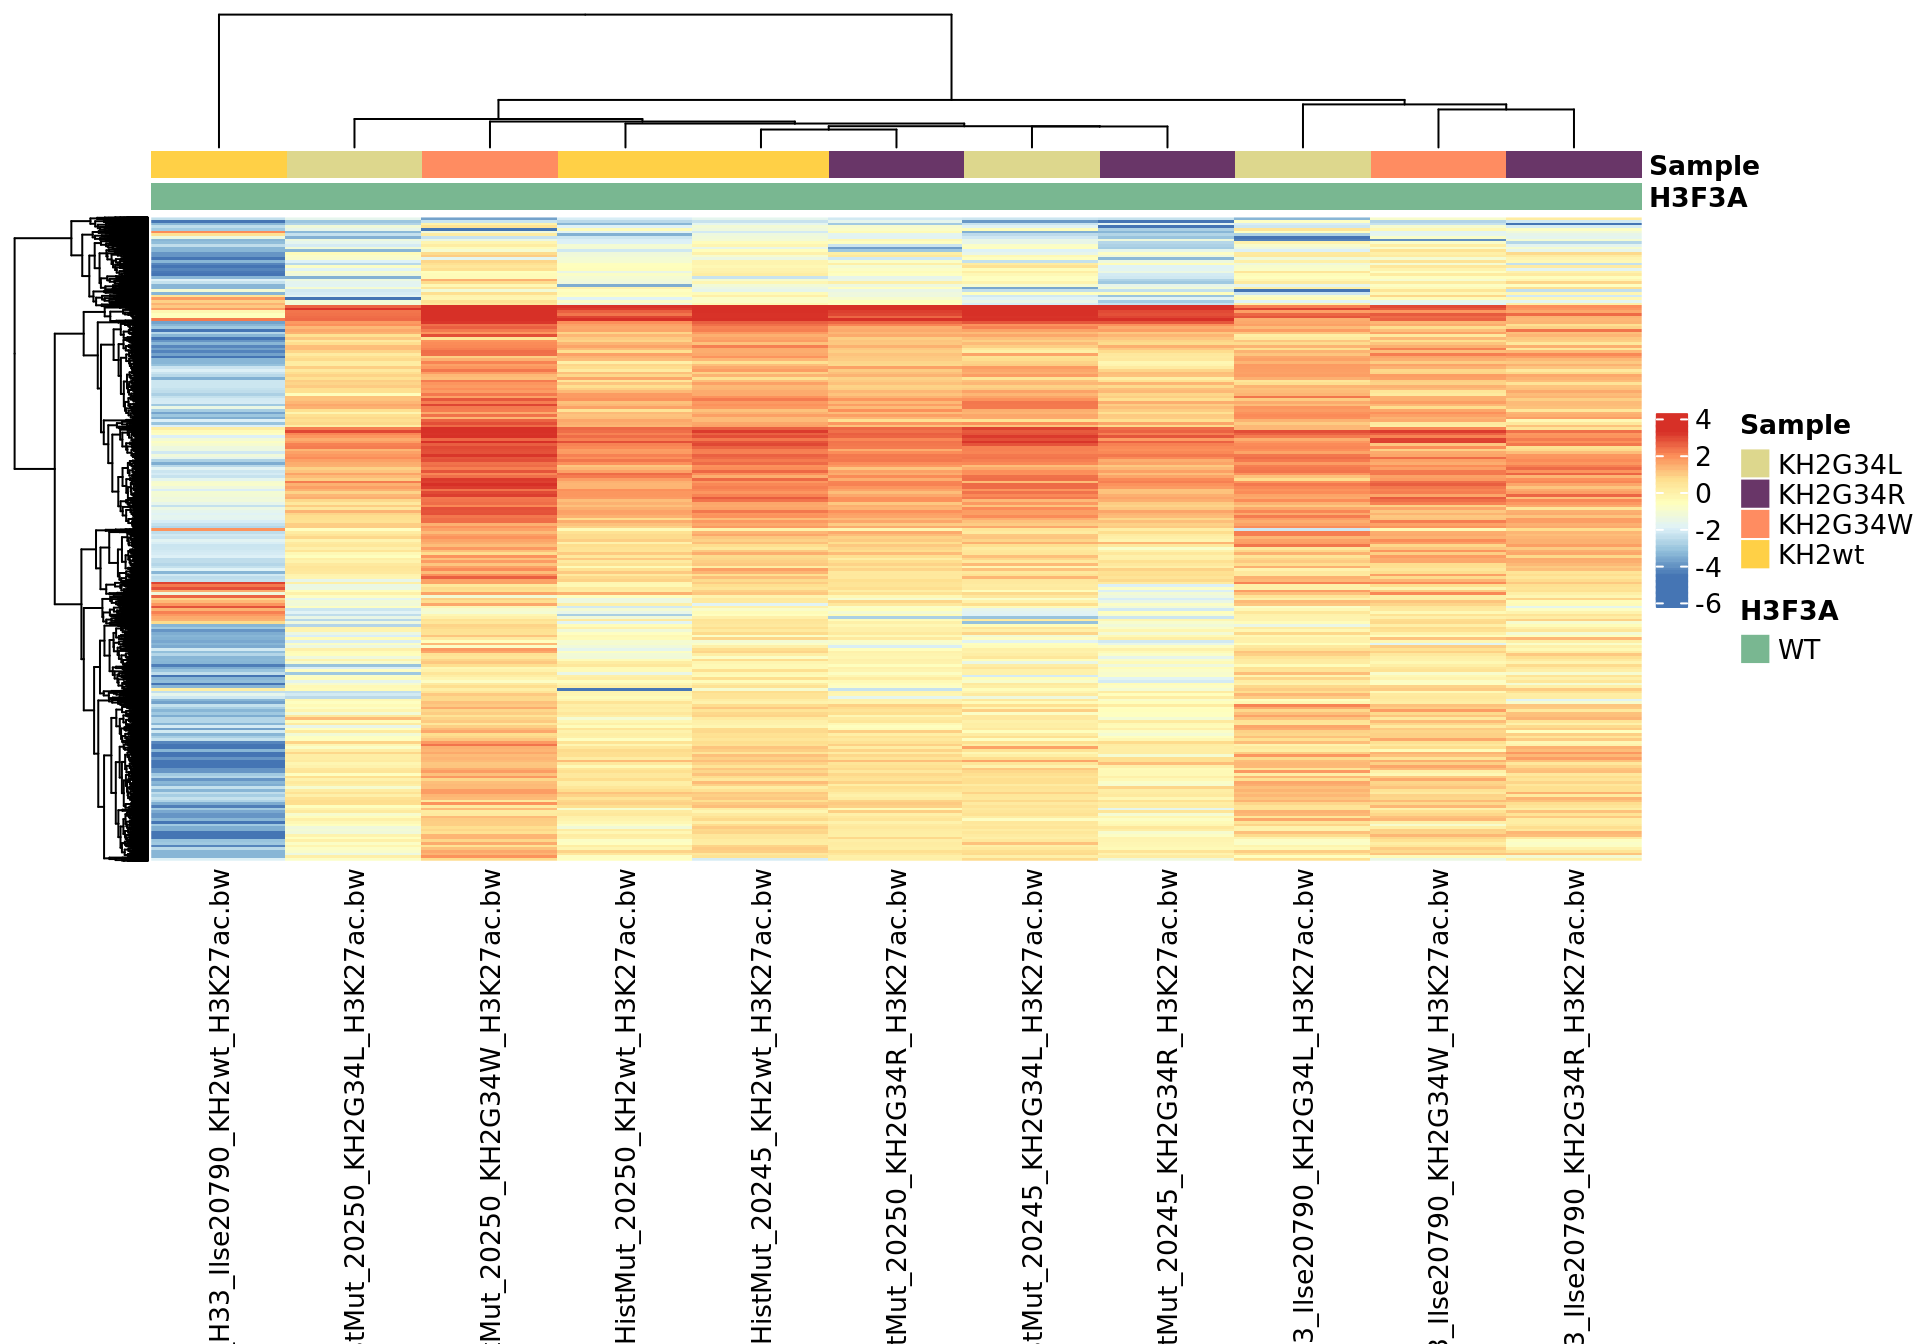 Sample
H3F3A
4
2
0
-2
-4
-6
Sample
KH2G34L
KH2G34R
KH2G34W
KH2wt
H3F3A
WT
H33_Ilse20790_KH2wt_H3K27ac.bw
tMut_20250_KH2G34L_H3K27ac.bw
Mut_20250_KH2G34W_H3K27ac.bw
HistMut_20250_KH2wt_H3K27ac.bw
HistMut_20245_KH2wt_H3K27ac.bw
tMut_20250_KH2G34R_H3K27ac.bw
tMut_20245_KH2G34L_H3K27ac.bw
tMut_20245_KH2G34R_H3K27ac.bw
3_Ilse20790_KH2G34L_H3K27ac.bw
3_Ilse20790_KH2G34W_H3K27ac.bw
3_Ilse20790_KH2G34R_H3K27ac.bw